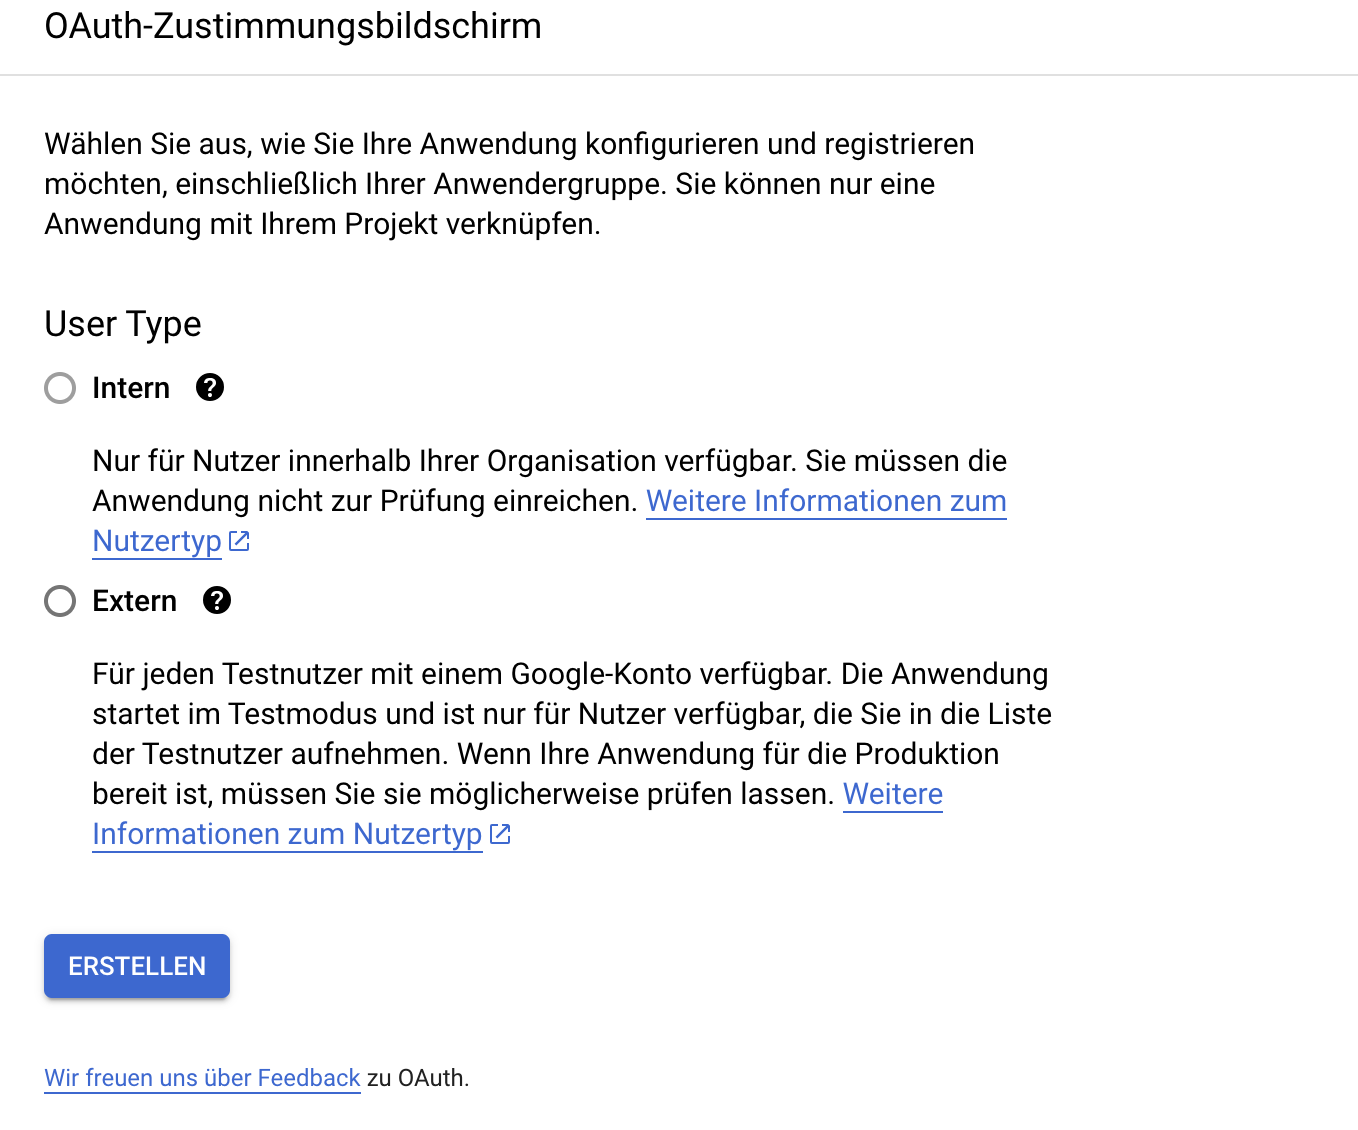 OAuth-Zustimmungsbildschirm
Wählen Sie aus, wie Sie Ihre Anwendung konfigurieren und registrieren
möchten, einschließlich Ihrer Anwendergruppe. Sie können nur eine
Anwendung mit Ihrem Projekt verknüpfen.
User Type
Intern
Nur für Nutzer innerhalb Ihrer Organisation verfügbar. Sie müssen die
Anwendung nicht zur Prüfung einreichen. Weitere Informationen zum
Nutzertyp
Extern
Für jeden Testnutzer mit einem Google-Konto verfügbar. Die Anwendung
startet im Testmodus und ist nur für Nutzer verfügbar, die Sie in die Liste
der Testnutzer aufnehmen. Wenn Ihre Anwendung für die Produktion
bereit ist, müssen Sie sie möglicherweise prüfen lassen. Weitere
Informationen zum Nutzertyp
ERSTELLEN
Wir freuen uns über Feedback zu OAuth.